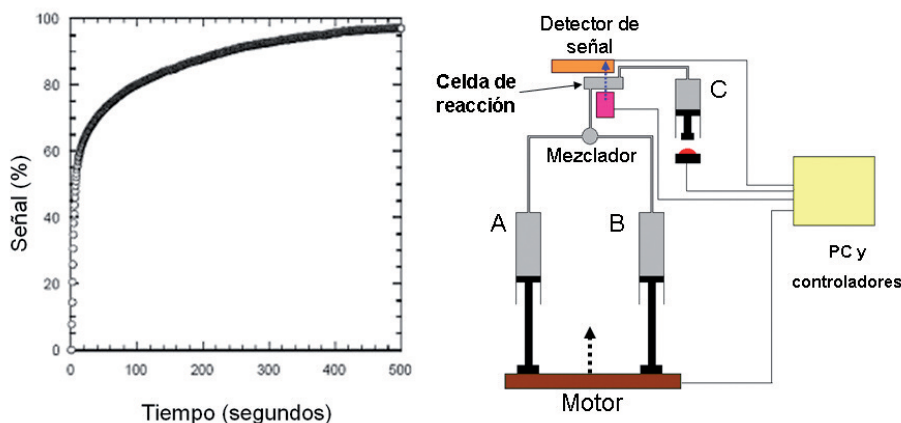 100
80
60
40
20
0
Señal (%)
0 100 200 300 400 500
Tiempo (segundos)
Detector de
señal
Celda de
reacción
C
Mezclador
A
B
PC y
controladores
Motor